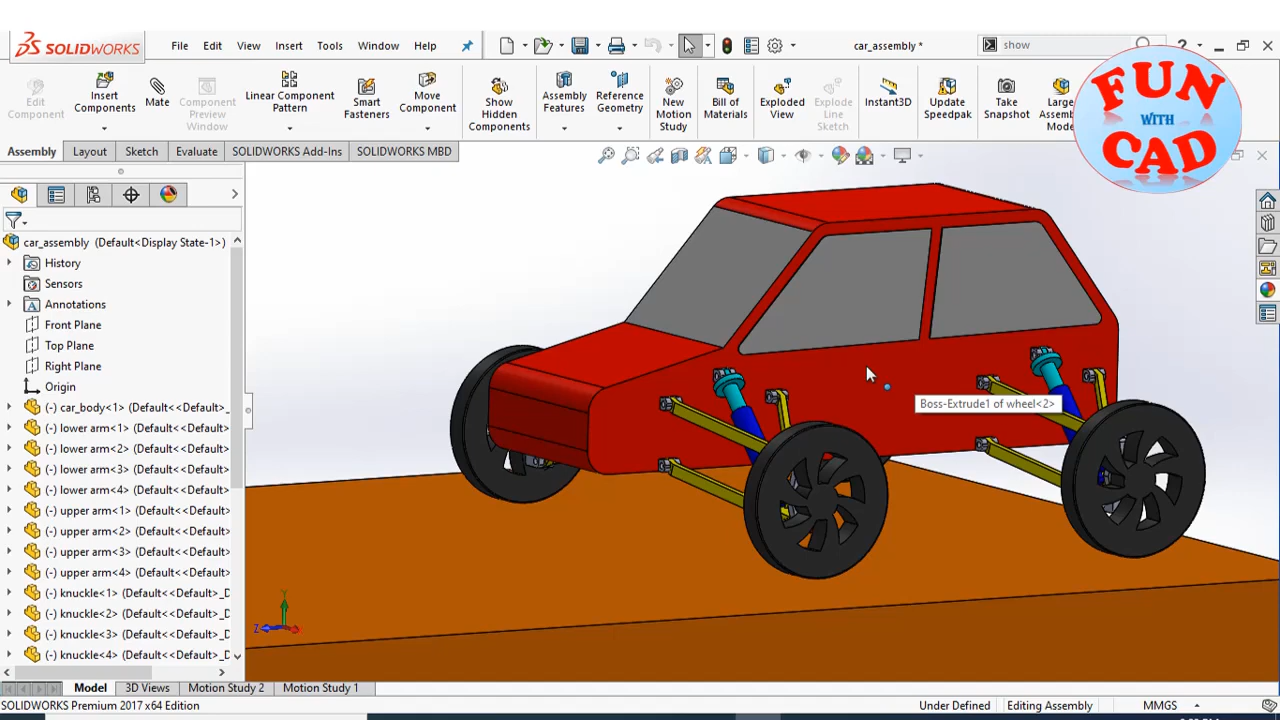 SOLIDWORKS
File Edit View Insert Tools Window Help
car_assembly *
show
?
Edit Component
Insert Components
Mate
Component Preview Window
Linear Component Pattern
Smart Fasteners
Move Component
Show Hidden Components
Assembly Features
Reference Geometry
New Motion Study
Bill of Materials
Exploded View
Explode Line Sketch
Instant3D
Update Speedpak
Take Snapshot
Large Assemb Mode
FUN
WITH
CAD
Assembly Layout Sketch Evaluate SOLIDWORKS Add-Ins SOLIDWORKS MBD
car_assembly (Default<Display State-1>)
History
Sensors
Annotations
Front Plane
Top Plane
Right Plane
Origin
(-) car_body<1> (Default<<Default>_
(-) lower arm<1> (Default<<Default>
(-) lower arm<2> (Default<<Default>
(-) lower arm<3> (Default<<Default>
(-) lower arm<4> (Default<<Default>
(-) upper arm<1> (Default<<Default>
(-) upper arm<2> (Default<<Default>
(-) upper arm<3> (Default<<Default>
(-) upper arm<4> (Default<<Default>
(-) knuckle<1> (Default<<Default>_D
(-) knuckle<2> (Default<<Default>_D
(-) knuckle<3> (Default<<Default>_D
(-) knuckle<4> (Default<<Default>_D
Boss-Extrude1 of wheel<2>
Y
Z
Model 3D Views Motion Study 2 Motion Study 1
SOLIDWORKS Premium 2017 x64 Edition
Under Defined
Editing Assembly
MMGS